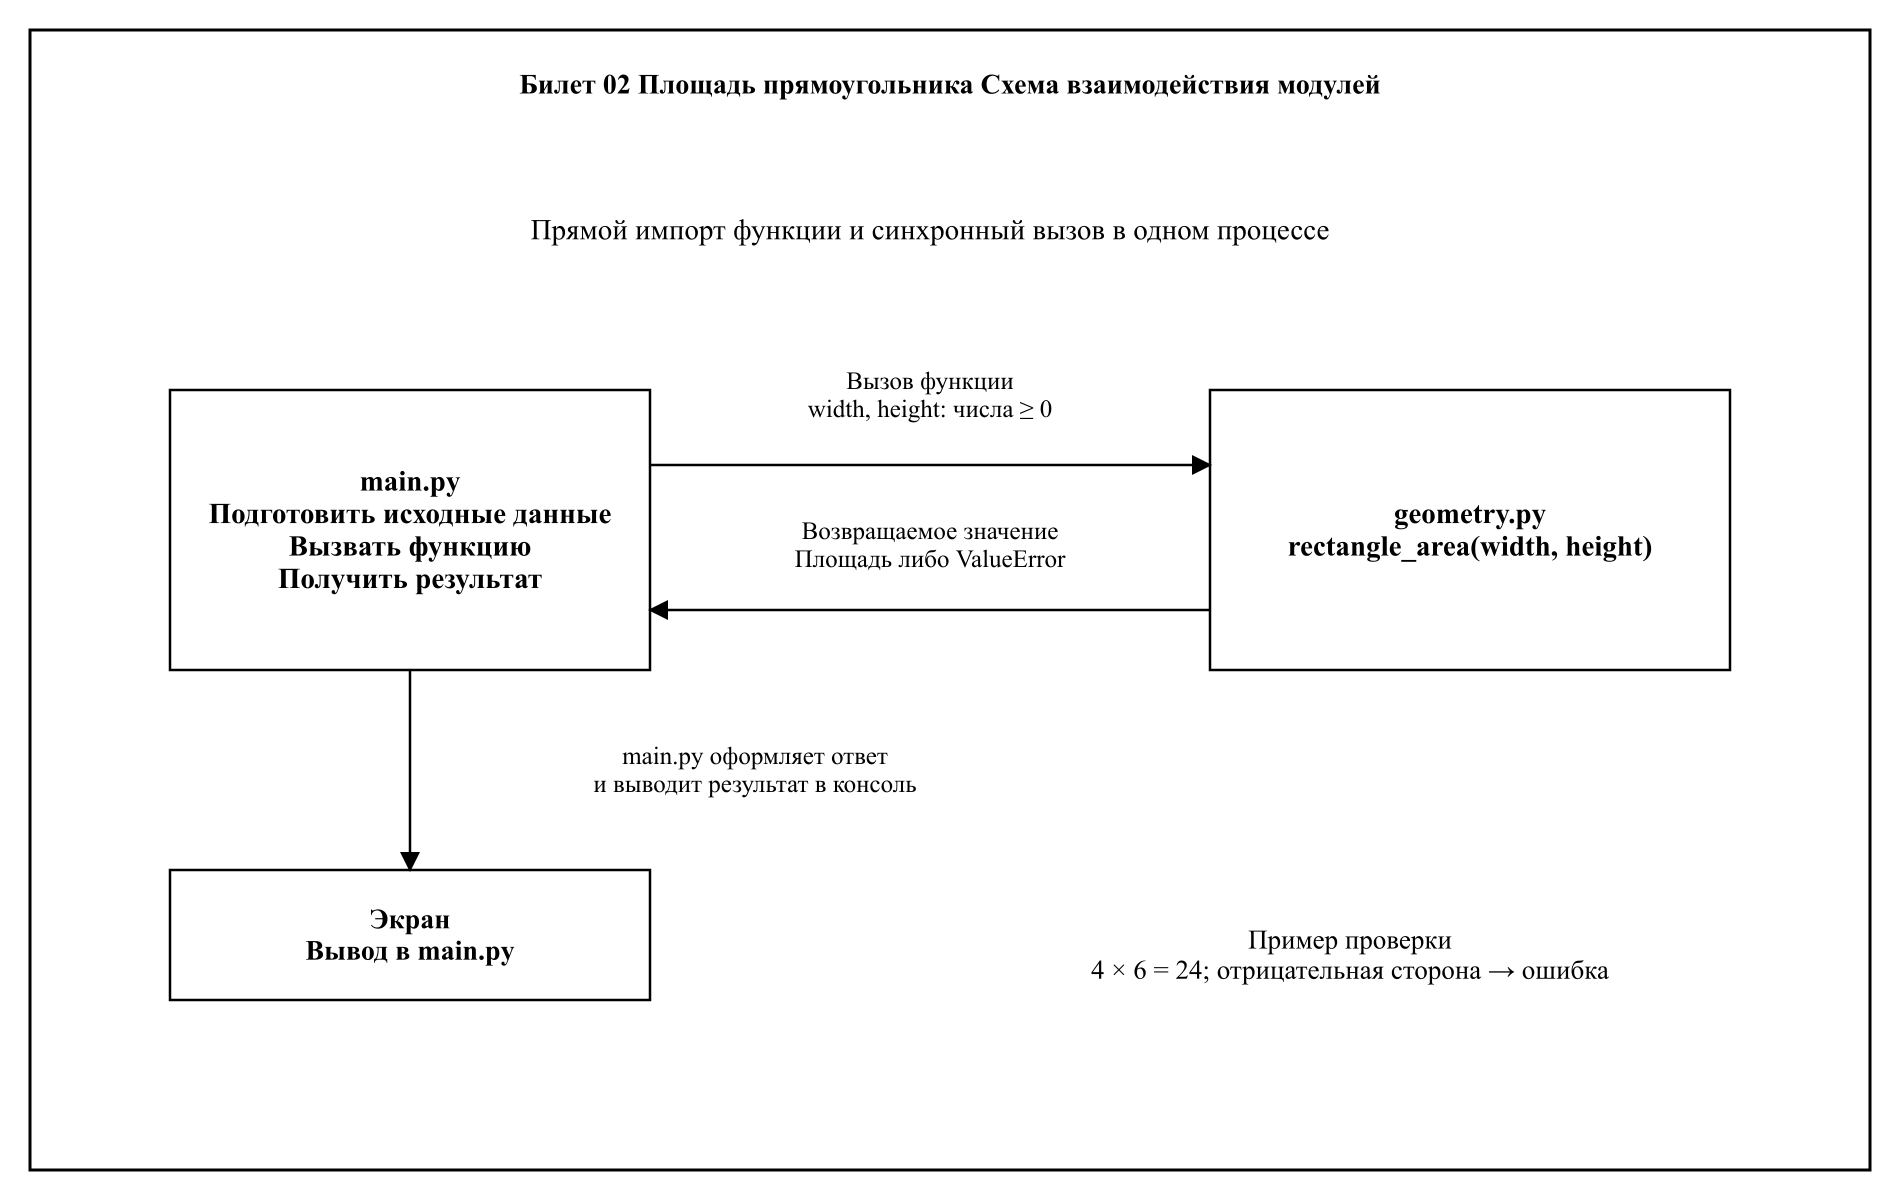 Билет 02 Площадь прямоугольника Схема взаимодействия модулей
Прямой импорт функции и синхронный вызов в одном процессе
Вызов функции
width, height: числа ≥ 0
main.py
Подготовить исходные данные
Вызвать функцию
Получить результат
Возвращаемое значение
Площадь либо ValueError
geometry.py
rectangle_area(width, height)
main.py оформляет ответ
и выводит результат в консоль
Экран
Вывод в main.py
Пример проверки
4 × 6 = 24; отрицательная сторона → ошибка